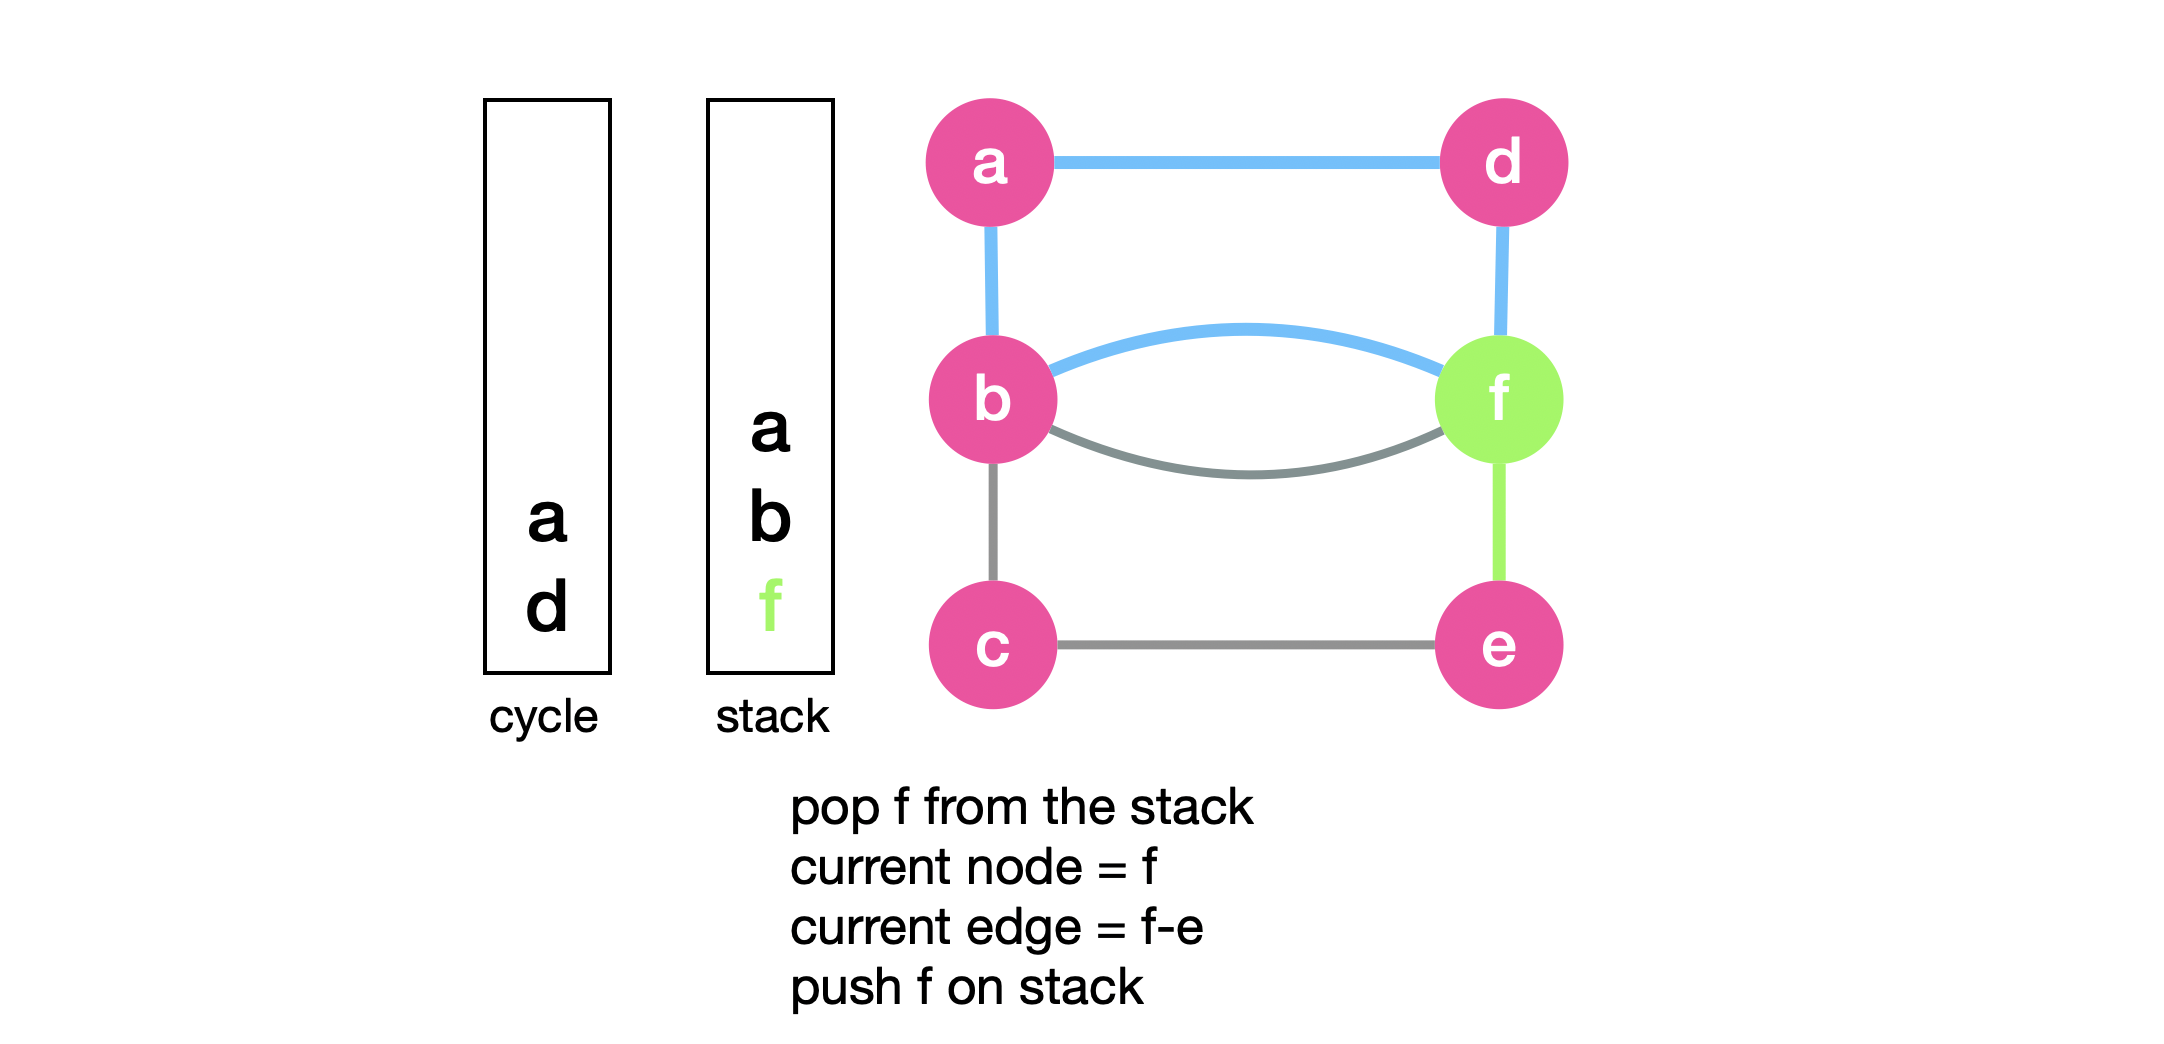 a
d
cycle
a
b
f
stack
a
d
b
f
c
e
pop f from the stack
current node = f
current edge = f-e
push f on stack